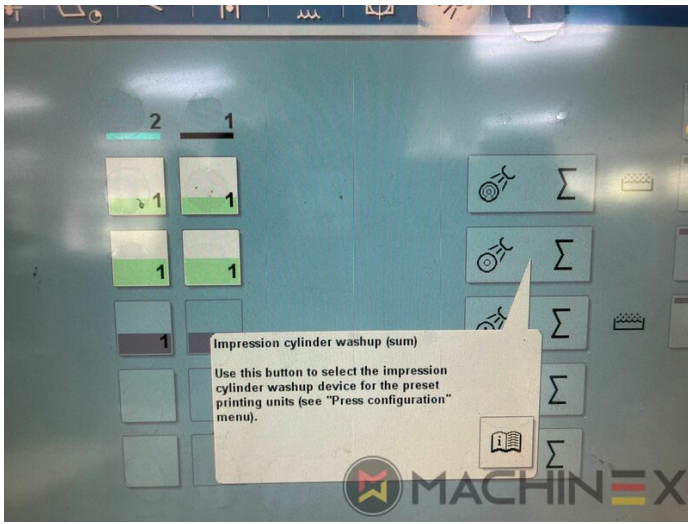 2 1
1 1
Σ
1 1
Σ
1
Σ
Impression cylinder washup (sum)
Use this button to select the impression
cylinder washup device for the preset
printing units (see "Press configuration"
menu).
Σ
i
Σ
MACHINEX